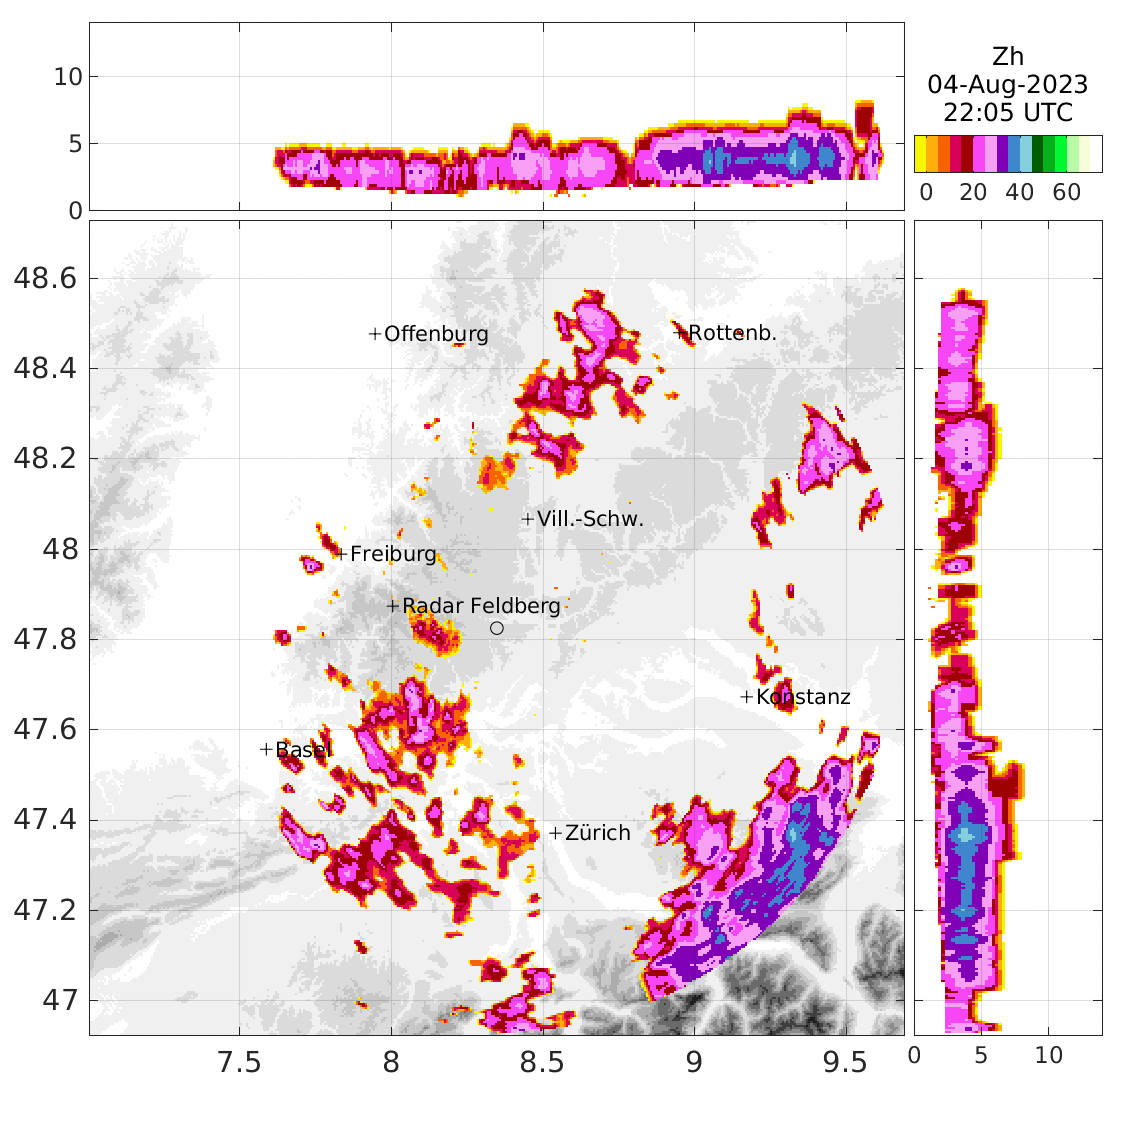 Zh
04-Aug-2023
22:05 UTC
10
5
0
0 20 40 60
48.6
Offenburg
Rottenb.
48.4
48.2
Vill.-Schw.
48
Freiburg
Radar Feldberg
47.8
Konstanz
47.6
Basel
47.4
Zürich
47.2
47
7.5 8 8.5 9 9.5
0 5 10